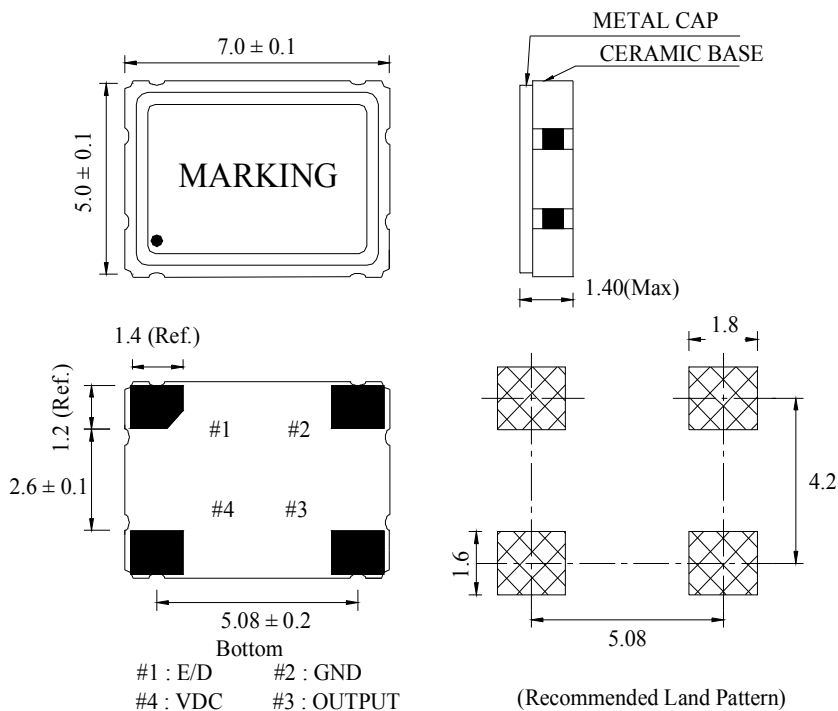 7.0 ± 0.1
5.0 ± 0.1
MARKING
METAL CAP
CERAMIC BASE
1.40(Max)
1.4 (Ref.)
1.2 (Ref.)
2.6 ± 0.1
#1 #2
#4 #3
5.08 ± 0.2
Bottom
#1 : E/D #2 : GND
#4 : VDC #3 : OUTPUT
1.8
4.2
1.6
5.08
(Recommended Land Pattern)